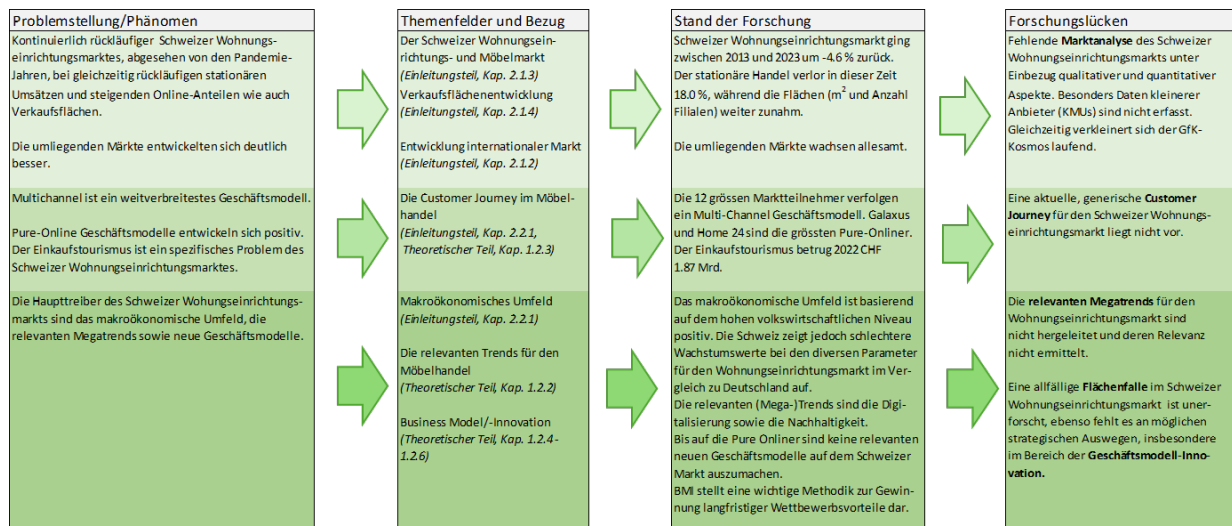 Problemstellung/Phänomen
Kontinuierlich rückläufiger Schweizer Wohnungs-
einrichtungsmarktes, abgesehen von den Pandemie-
Jahren, bei gleichzeitig rückläufigen stationären
Umsätzen und steigenden Online-Anteilen wie auch
Verkaufsflächen.
Die umliegenden Märkte entwickelten sich deutlich
besser.
Multichannel ist ein weitverbreitestes Geschäftsmodell.
Pure-Online Geschäftsmodelle entwickeln sich positiv.
Der Einkaufstourismus ist ein spezifisches Problem des
Schweizer Wohnungseinrichtungsmarktes.
Die Haupttreiber des Schweizer Wohungseinrichtungs-
markts sind das makroökonomische Umfeld, die
relevanten Megatrends sowie neue Geschäftsmodelle.
Themenfelder und Bezug
Der Schweizer Wohnungsein-
richtungs- und Möbelmarkt
(Einleitungsteil, Kap. 2.1.3)
Verkaufsflächenentwicklung
(Einleitungsteil, Kap. 2.1.4)
Entwicklung internationaler Markt
(Einleitungsteil, Kap. 2.1.2)
Die Customer Journey im Möbel-
handel
(Einleitungsteil, Kap. 2.2.1,
Theoretischer Teil, Kap. 1.2.3)
Makroökonomisches Umfeld
(Einleitungsteil, Kap. 2.2.1)
Die relevanten Trends für den
Möbelhandel
(Theoretischer Teil, Kap. 1.2.2)
Business Model/-Innovation
(Theoretischer Teil, Kap. 1.2.4 -
1.2.6)
Stand der Forschung
Schweizer Wohnungseinrichtungsmarkt ging
zwischen 2013 und 2023 um -4.6 % zurück.
Der stationäre Handel verlor in dieser Zeit
18.0 %, während die Flächen (m² und Anzahl
Filialen) weiter zunahm.
Die umliegenden Märkte wachsen allesamt.
Die 12 grössen Marktteilnehmer verfolgen
ein Multi-Channel Geschäftsmodell. Galaxus
und Home 24 sind die grössten Pure-Onliner.
Der Einkaufstourismus betrug 2022 CHF
1.87 Mrd.
Das makroökonomische Umfeld ist basierend
auf dem hohen volkswirtschaftlichen Niveau
positiv. Die Schweiz zeigt jedoch schlechtere
Wachstumswerte bei den diversen Parameter
für den Wohnungseinrichtungsmarkt im Ver-
gleich zu Deutschland auf.
Die relevanten (Mega-)Trends sind die Digi-
talisierung sowie die Nachhaltigkeit.
Bis auf die Pure Onliner sind keine relevanten
neuen Geschäftsmodelle auf dem Schweizer
Markt auszumachen.
BMI stellt eine wichtige Methodik zur Gewin-
nung langfristiger Wettbewerbsvorteile dar.
Forschungslücken
Fehlende Marktanalyse des Schweizer
Wohnungseinrichtungsmarkts unter
Einbezug qualitativer und quantitativer
Aspekte. Besonders Daten kleinerer
Anbieter (KMUs) sind nicht erfasst.
Gleichzeitig verkleinert sich der GfK-
Kosmos laufend.
Eine aktuelle, generische Customer
Journey für den Schweizer Wohnungs-
einrichtungsmarkt liegt nicht vor.
Die relevanten Megatrends für den
Wohnungseinrichtungsmarkt sind
nicht hergeleitet und deren Relevanz
nicht ermittelt.
Eine allfällige Flächenfalle im Schweizer
Wohnungseinrichtungsmarkt ist uner-
forscht, ebenso fehlt es an möglichen
strategischen Auswegen, insbesondere
im Bereich der Geschäftsmodell-Inno-
vation.